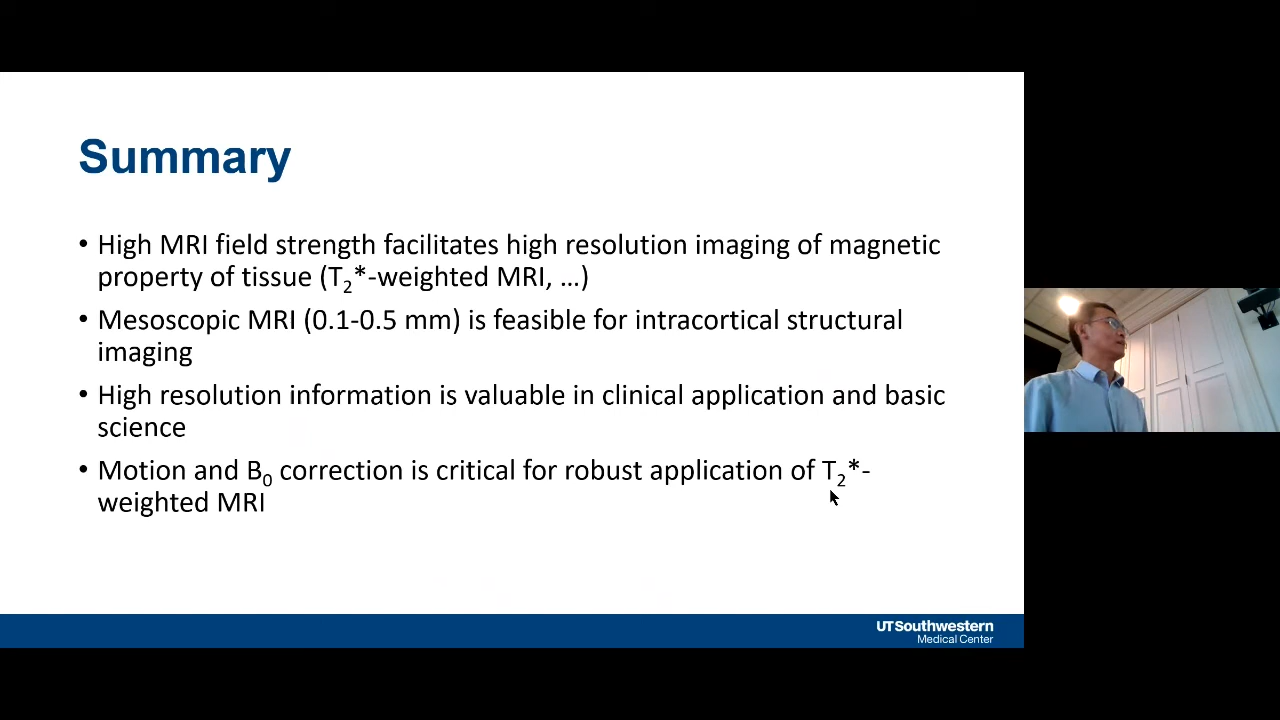 Summary
• High MRI field strength facilitates high resolution imaging of magnetic
property of tissue (T₂*-weighted MRI, ...)
• Mesoscopic MRI (0.1-0.5 mm) is feasible for intracortical structural
imaging
• High resolution information is valuable in clinical application and basic
science
• Motion and B₀ correction is critical for robust application of T₂*-
weighted MRI
UTSouthwestern
Medical Center